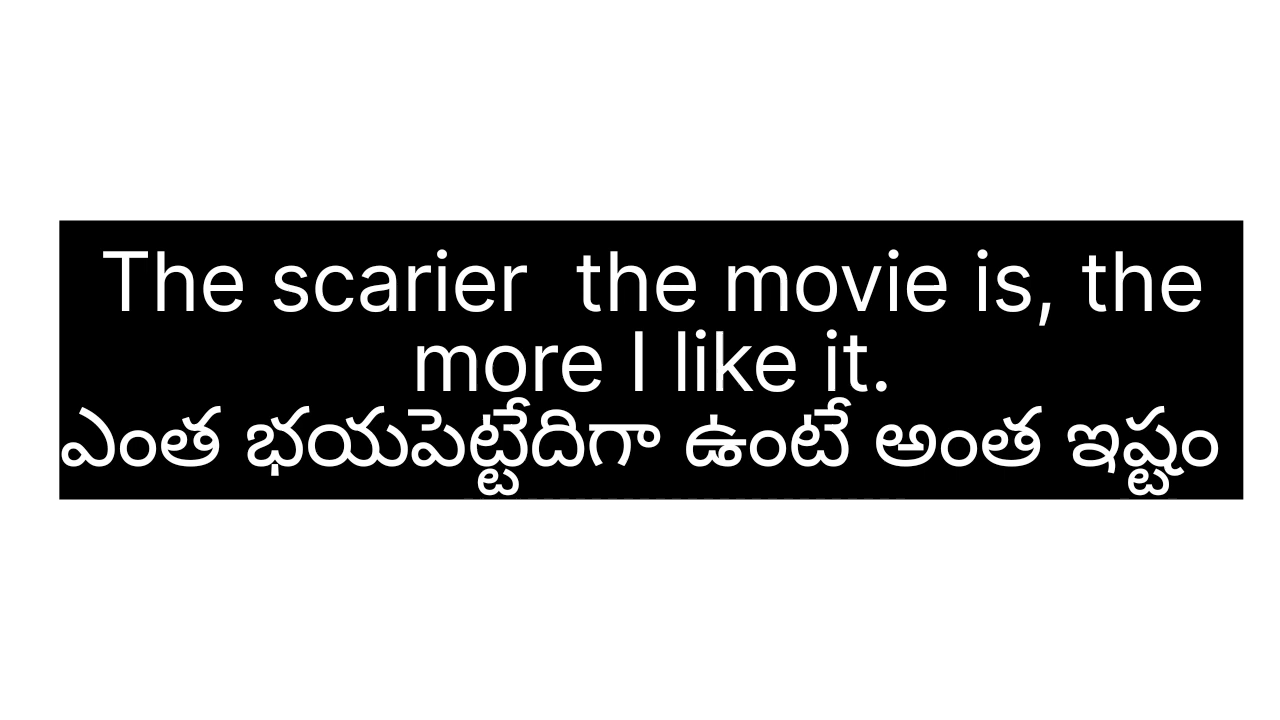 The scarier  the movie is, the
more I like it.
ఎంత భయపెట్టేదిగా ఉంటే అంత ఇష్టం